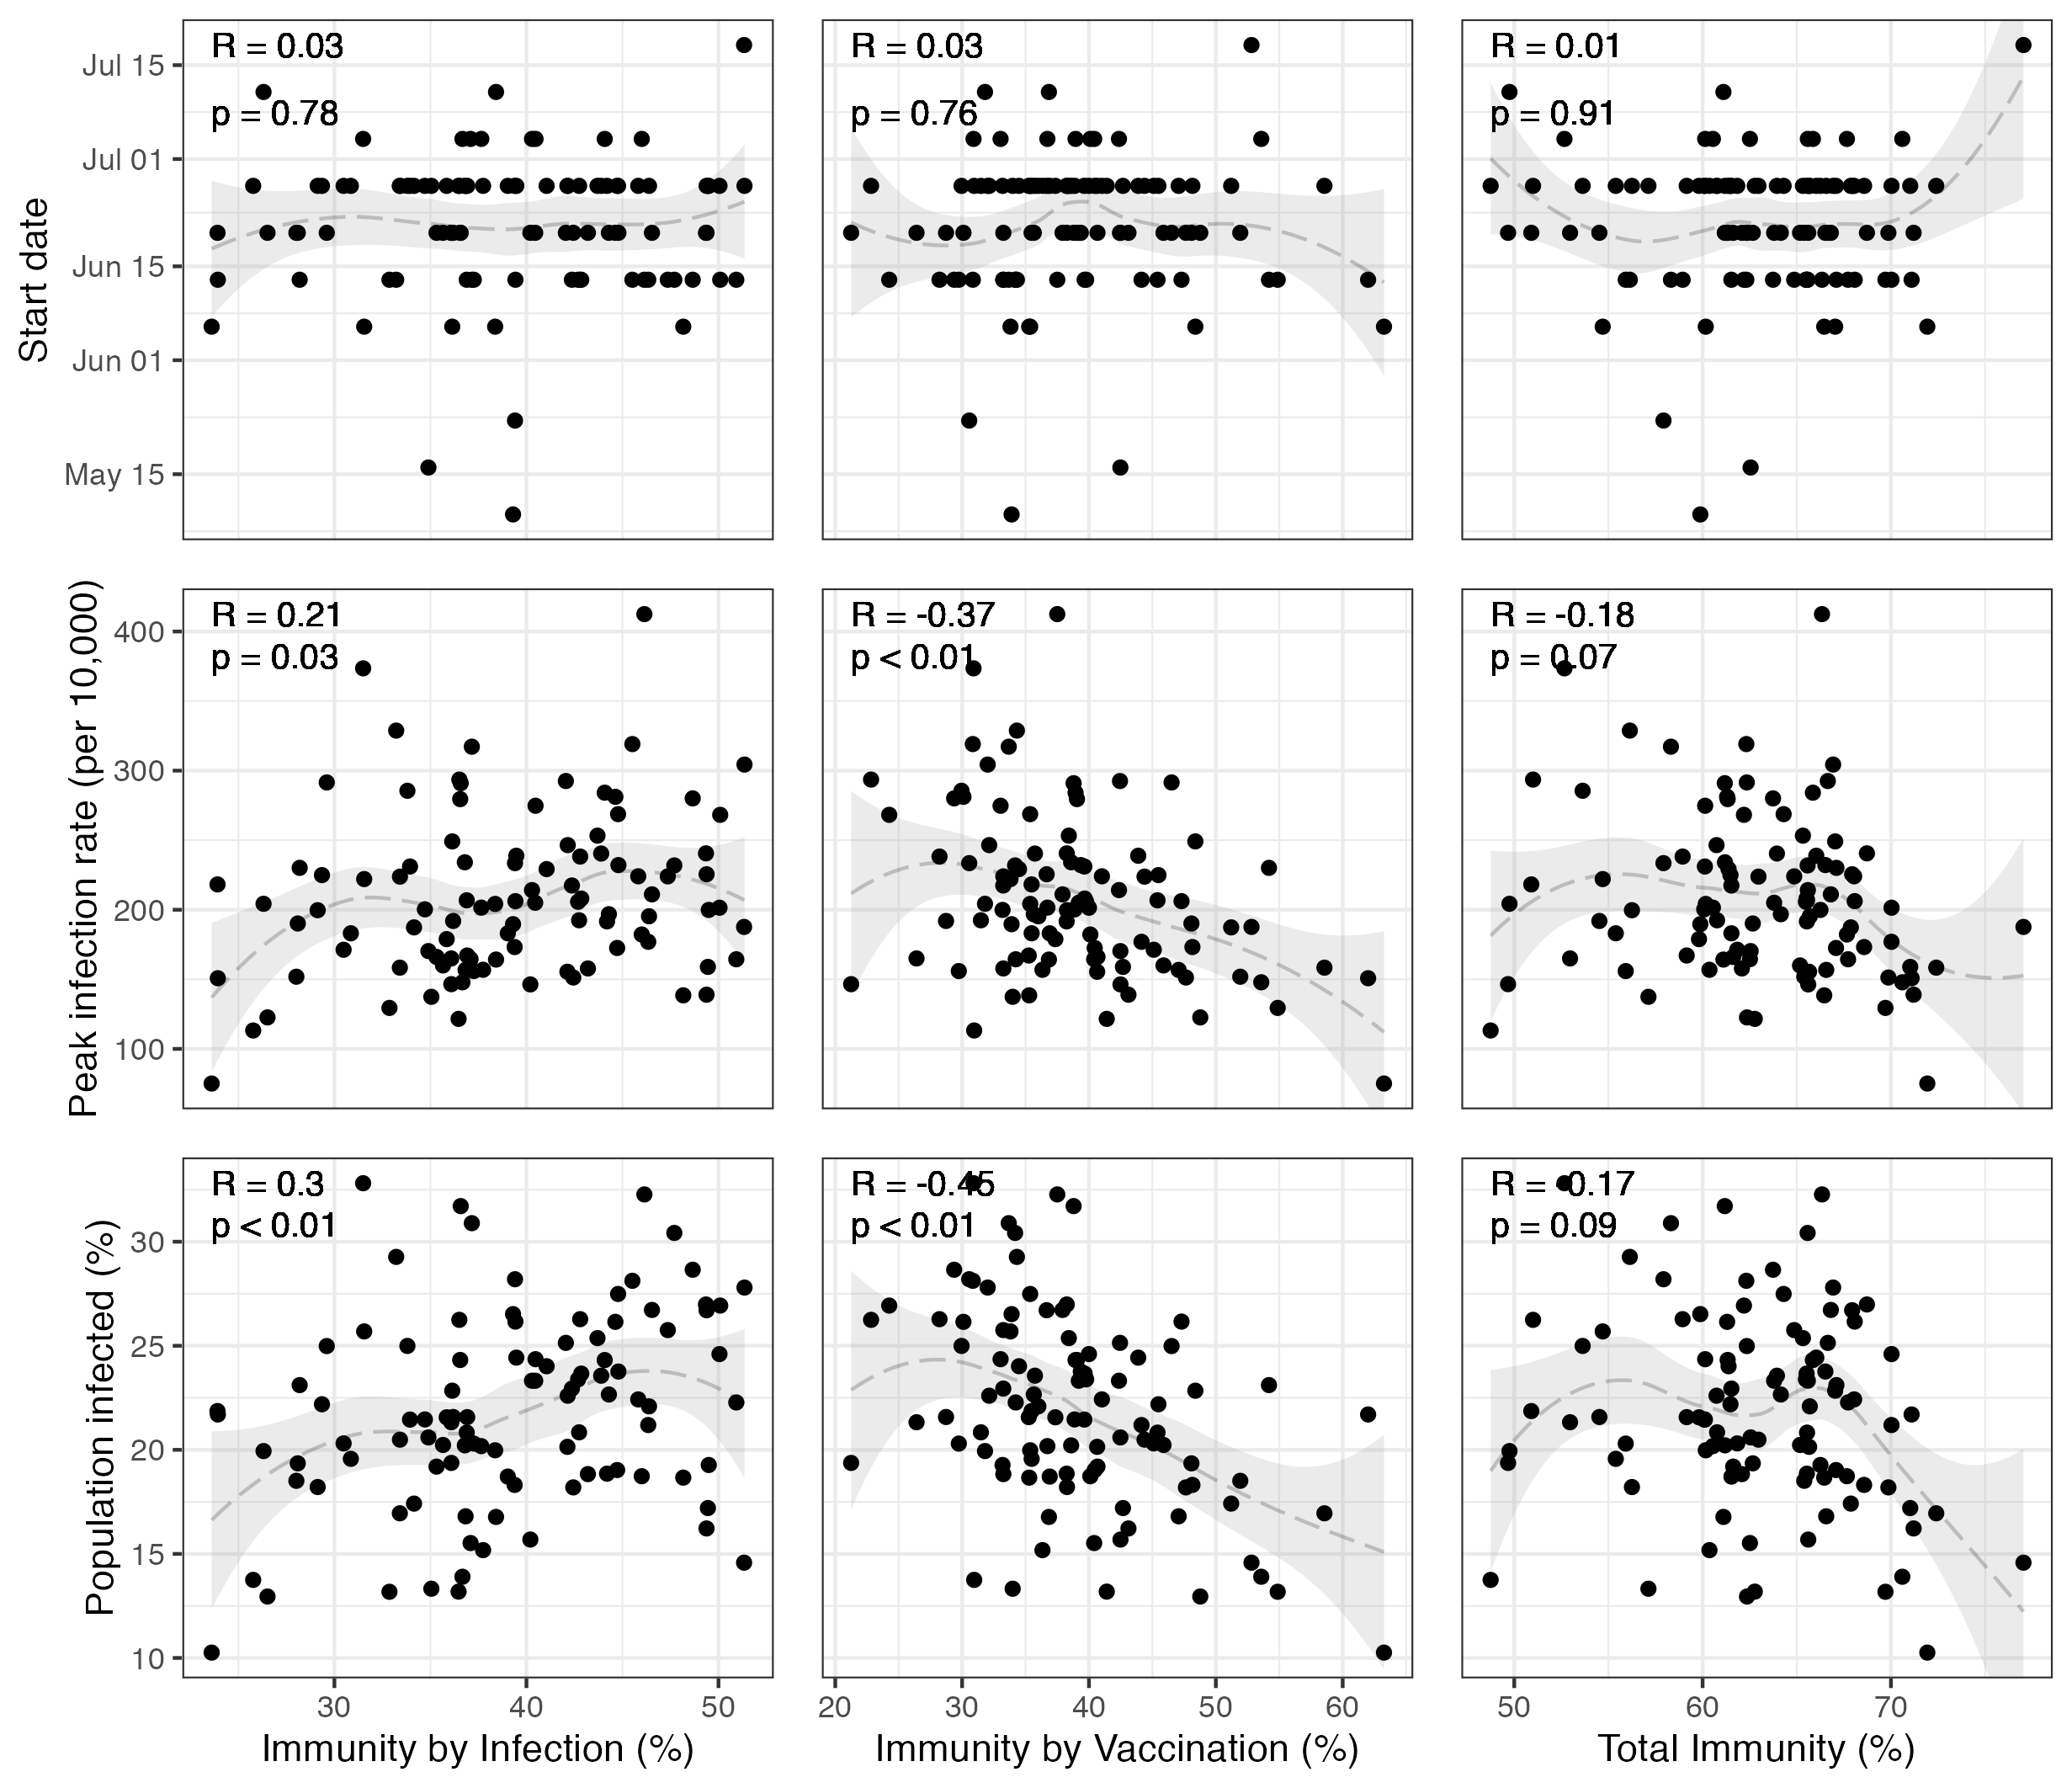 R = 0.03
p = 0.78
R = 0.03
p = 0.76
R = 0.01
p = 0.91
Jul 15
Jul 01
Jun 15
Jun 01
May 15
Start date
R = 0.21
p = 0.03
R = -0.37
p < 0.01
R = -0.18
p = 0.07
400
300
200
100
Peak infection rate (per 10,000)
R = 0.3
p < 0.01
R = -0.45
p < 0.01
R = -0.17
p = 0.09
30
25
20
15
10
Population infected (%)
30 40 50
20 30 40 50 60
50 60 70
Immunity by Infection (%)
Immunity by Vaccination (%)
Total Immunity (%)